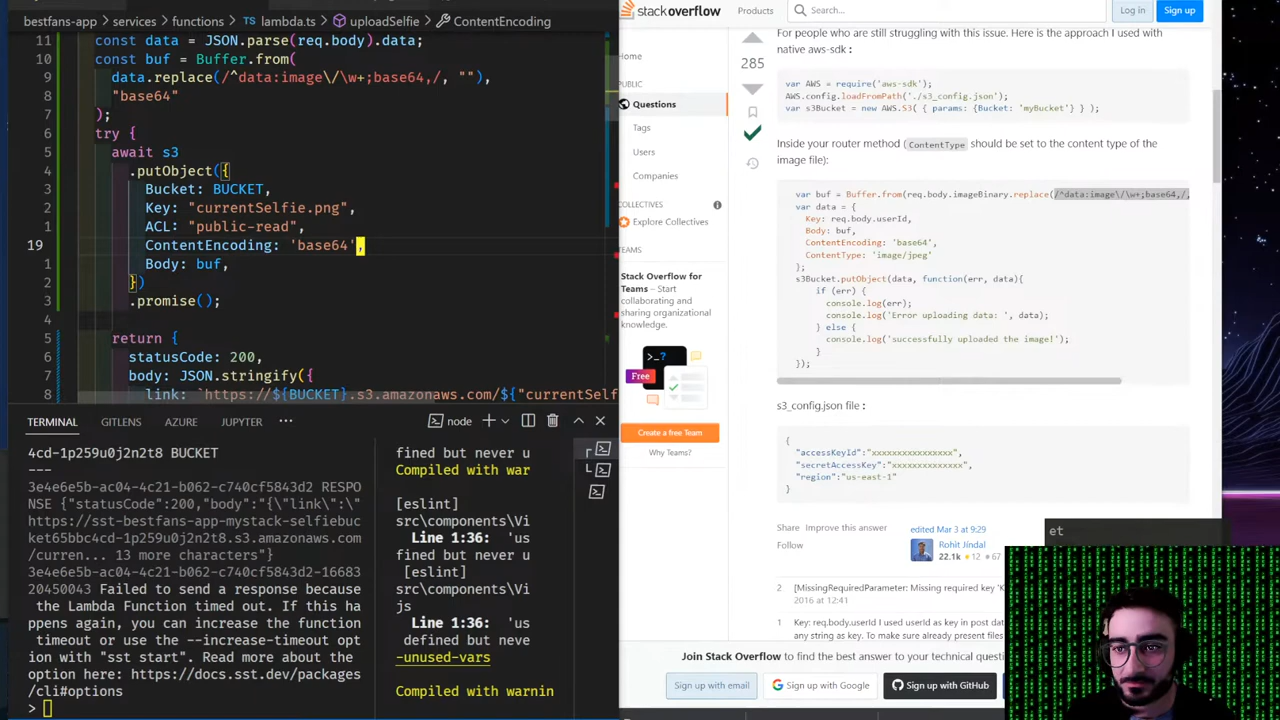 bestfans-app > services > functions > TS lambda.ts > uploadSelfie > ContentEncoding
11 const data = JSON.parse(req.body).data;
10 const buf = Buffer.from(
9 data.replace(/^data:image\/\w+;base64,/, ""),
8 "base64"
7 );
6 try {
5 await s3
4 .putObject({
3 Bucket: BUCKET,
2 Key: "currentSelfie.png",
1 ACL: "public-read",
19 ContentEncoding: 'base64',
1 Body: buf,
2 })
3 .promise();
4
5 return {
6 statusCode: 200,
7 body: JSON.stringify({
8 link: `https://${BUCKET}.s3.amazonaws.com/${"currentSelf
TERMINAL GITLENS AZURE JUPYTER ··· node
4cd-1p259u0j2n2t8 BUCKET
---
3e4e6e5b-ac04-4c21-b062-c740cf5843d2 RESPO
NSE {"statusCode":200,"body":"{\"link\":\"
https://sst-bestfans-app-mystack-selfiebuc
ket65bbc4ce-1p259u0j2n2t8.s3.amazonaws.com
/curren... 13 more characters"}
3e4e6e5b-ac04-4c21-b062-c740cf5843d2-16683
20450023 Failed to send response because
the Lambda Function timed out. If this ha
ppens again, you can increase the function
timeout or use the --increase-timeout opt
ion with "sst start". Read more about the
option here: https://docs.sst.dev/packages
/cli#options
>
fined but never u
Compiled with war
[eslint]
src\components\Vi
Line 1:36: 'us
fined but never u
[eslint]
src\components\Vi
js
Line 1:36: 'us
defined but neve
-unused-vars
Compiled with warnin
stack overflow
Products
Search...
Log in
Sign up
Home
PUBLIC
Questions
Tags
Users
Companies
COLLECTIVES
Explore Collectives
TEAMS
Stack Overflow for
Teams – Start
collaborating and
sharing organizational
knowledge.
>_?
Free
Create a free Team
Why Teams?
285
For people who are still struggling with this issue. Here is the approach I used with
native aws-sdk :
var AWS = require('aws-sdk');
AWS.config.loadFromPath('./s3_config.json');
var s3Bucket = new AWS.S3( { params: {Bucket: 'myBucket'} } );
Inside your router method (ContentType should be set to the content type of the
image file):
var buf = Buffer.from(req.body.imageBinary.replace(/^data:image\/\w+;base64,/,
var data = {
Key: req.body.userId,
Body: buf,
ContentEncoding: 'base64',
ContentType: 'image/jpeg'
};
s3Bucket.putObject(data, function(err, data){
if (err) {
console.log(err);
console.log('Error uploading data: ', data);
} else {
console.log('successfully uploaded the image!');
}
});
s3_config.json file :
{
"accessKeyId":"xxxxxxxxxxxxxxxx",
"secretAccessKey":"xxxxxxxxxxxxxx",
"region":"us-east-1"
}
Share Improve this answer
Follow
edited Mar 3 at 9:29
Rohit Jindal
22.1k 12 67
et
2 [MissingRequiredParameter: Missing required key 'K
2016 at 12:41
1 Key: req.body.userId I used userId as key in post data
any string as key. To make sure already present files
Join Stack Overflow to find the best answer to your technical questi
Sign up with email
Sign up with Google
Sign up with GitHub